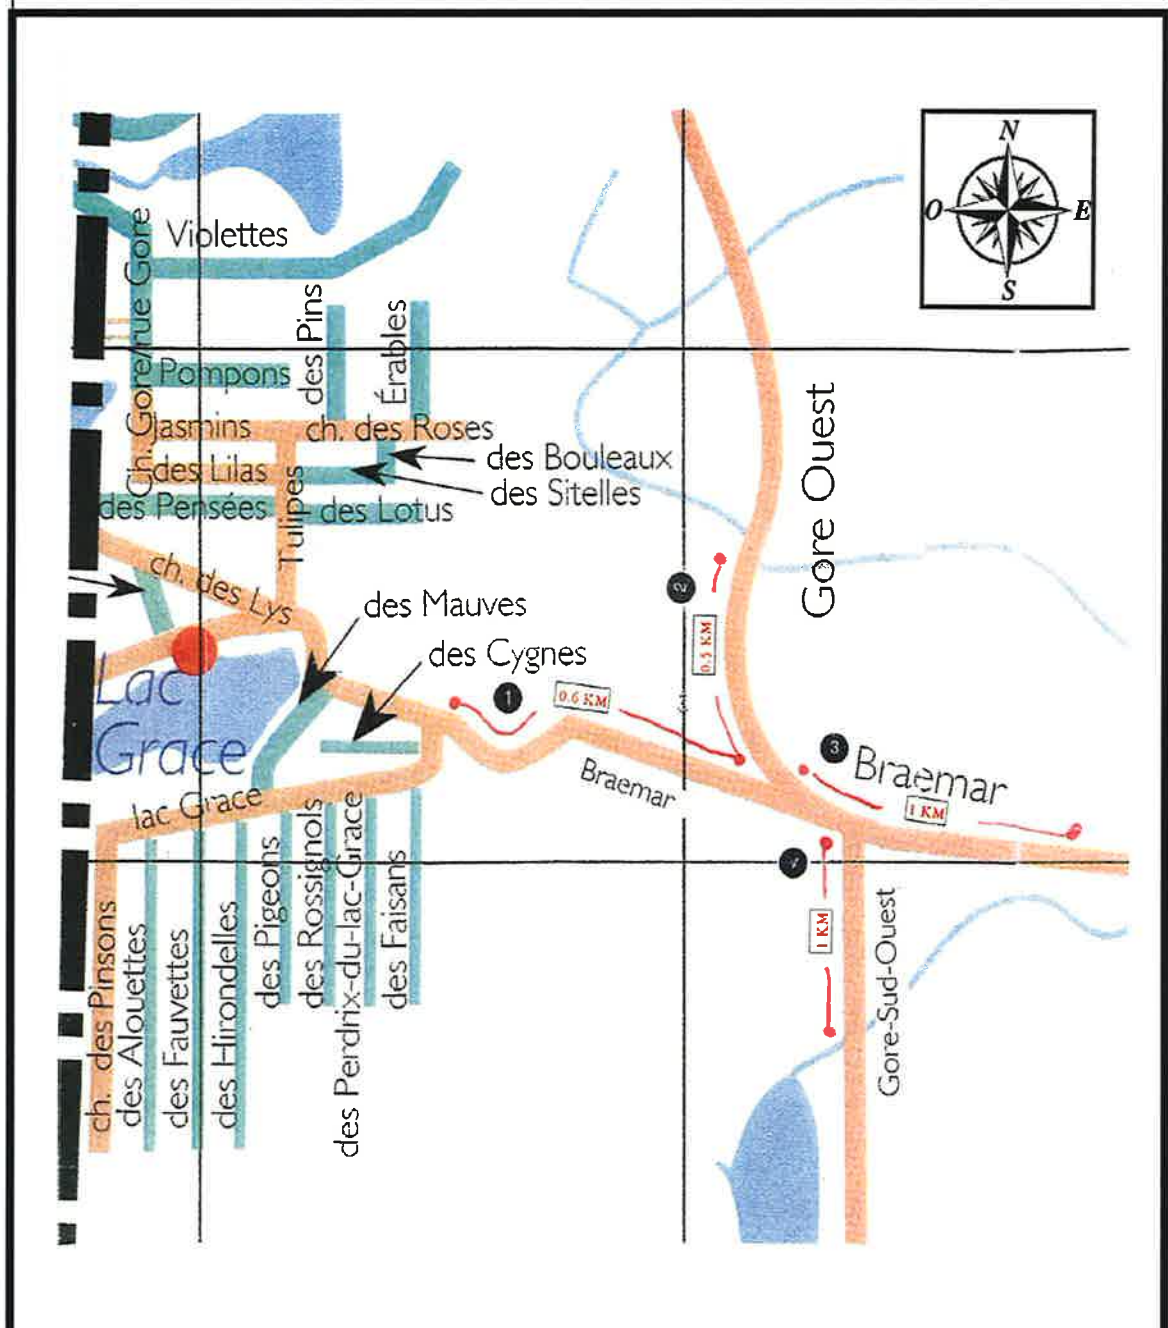 N
O
E
S
Violettes
Ch. Gore/rue Gore
des Pins
Érables
Pompons
Jasmins
ch. des Roses
des Lilas
des Bouleaux
des Sitelles
des Pensées
Tulipes
des Lotus
Gore Ouest
ch. des Lys
des Mauves
des Cygnes
2
0.5 KM
1
0.6 KM
Lac
Grace
3
Braemar
1 KM
Braemar
lac Grace
1 KM
Gore-Sud-Ouest
ch. des Pinsons
des Alouettes
des Fauvettes
des Hirondelles
des Pigeons
des Rossignols
des Perdrix-du-lac-Grace
des Faisans